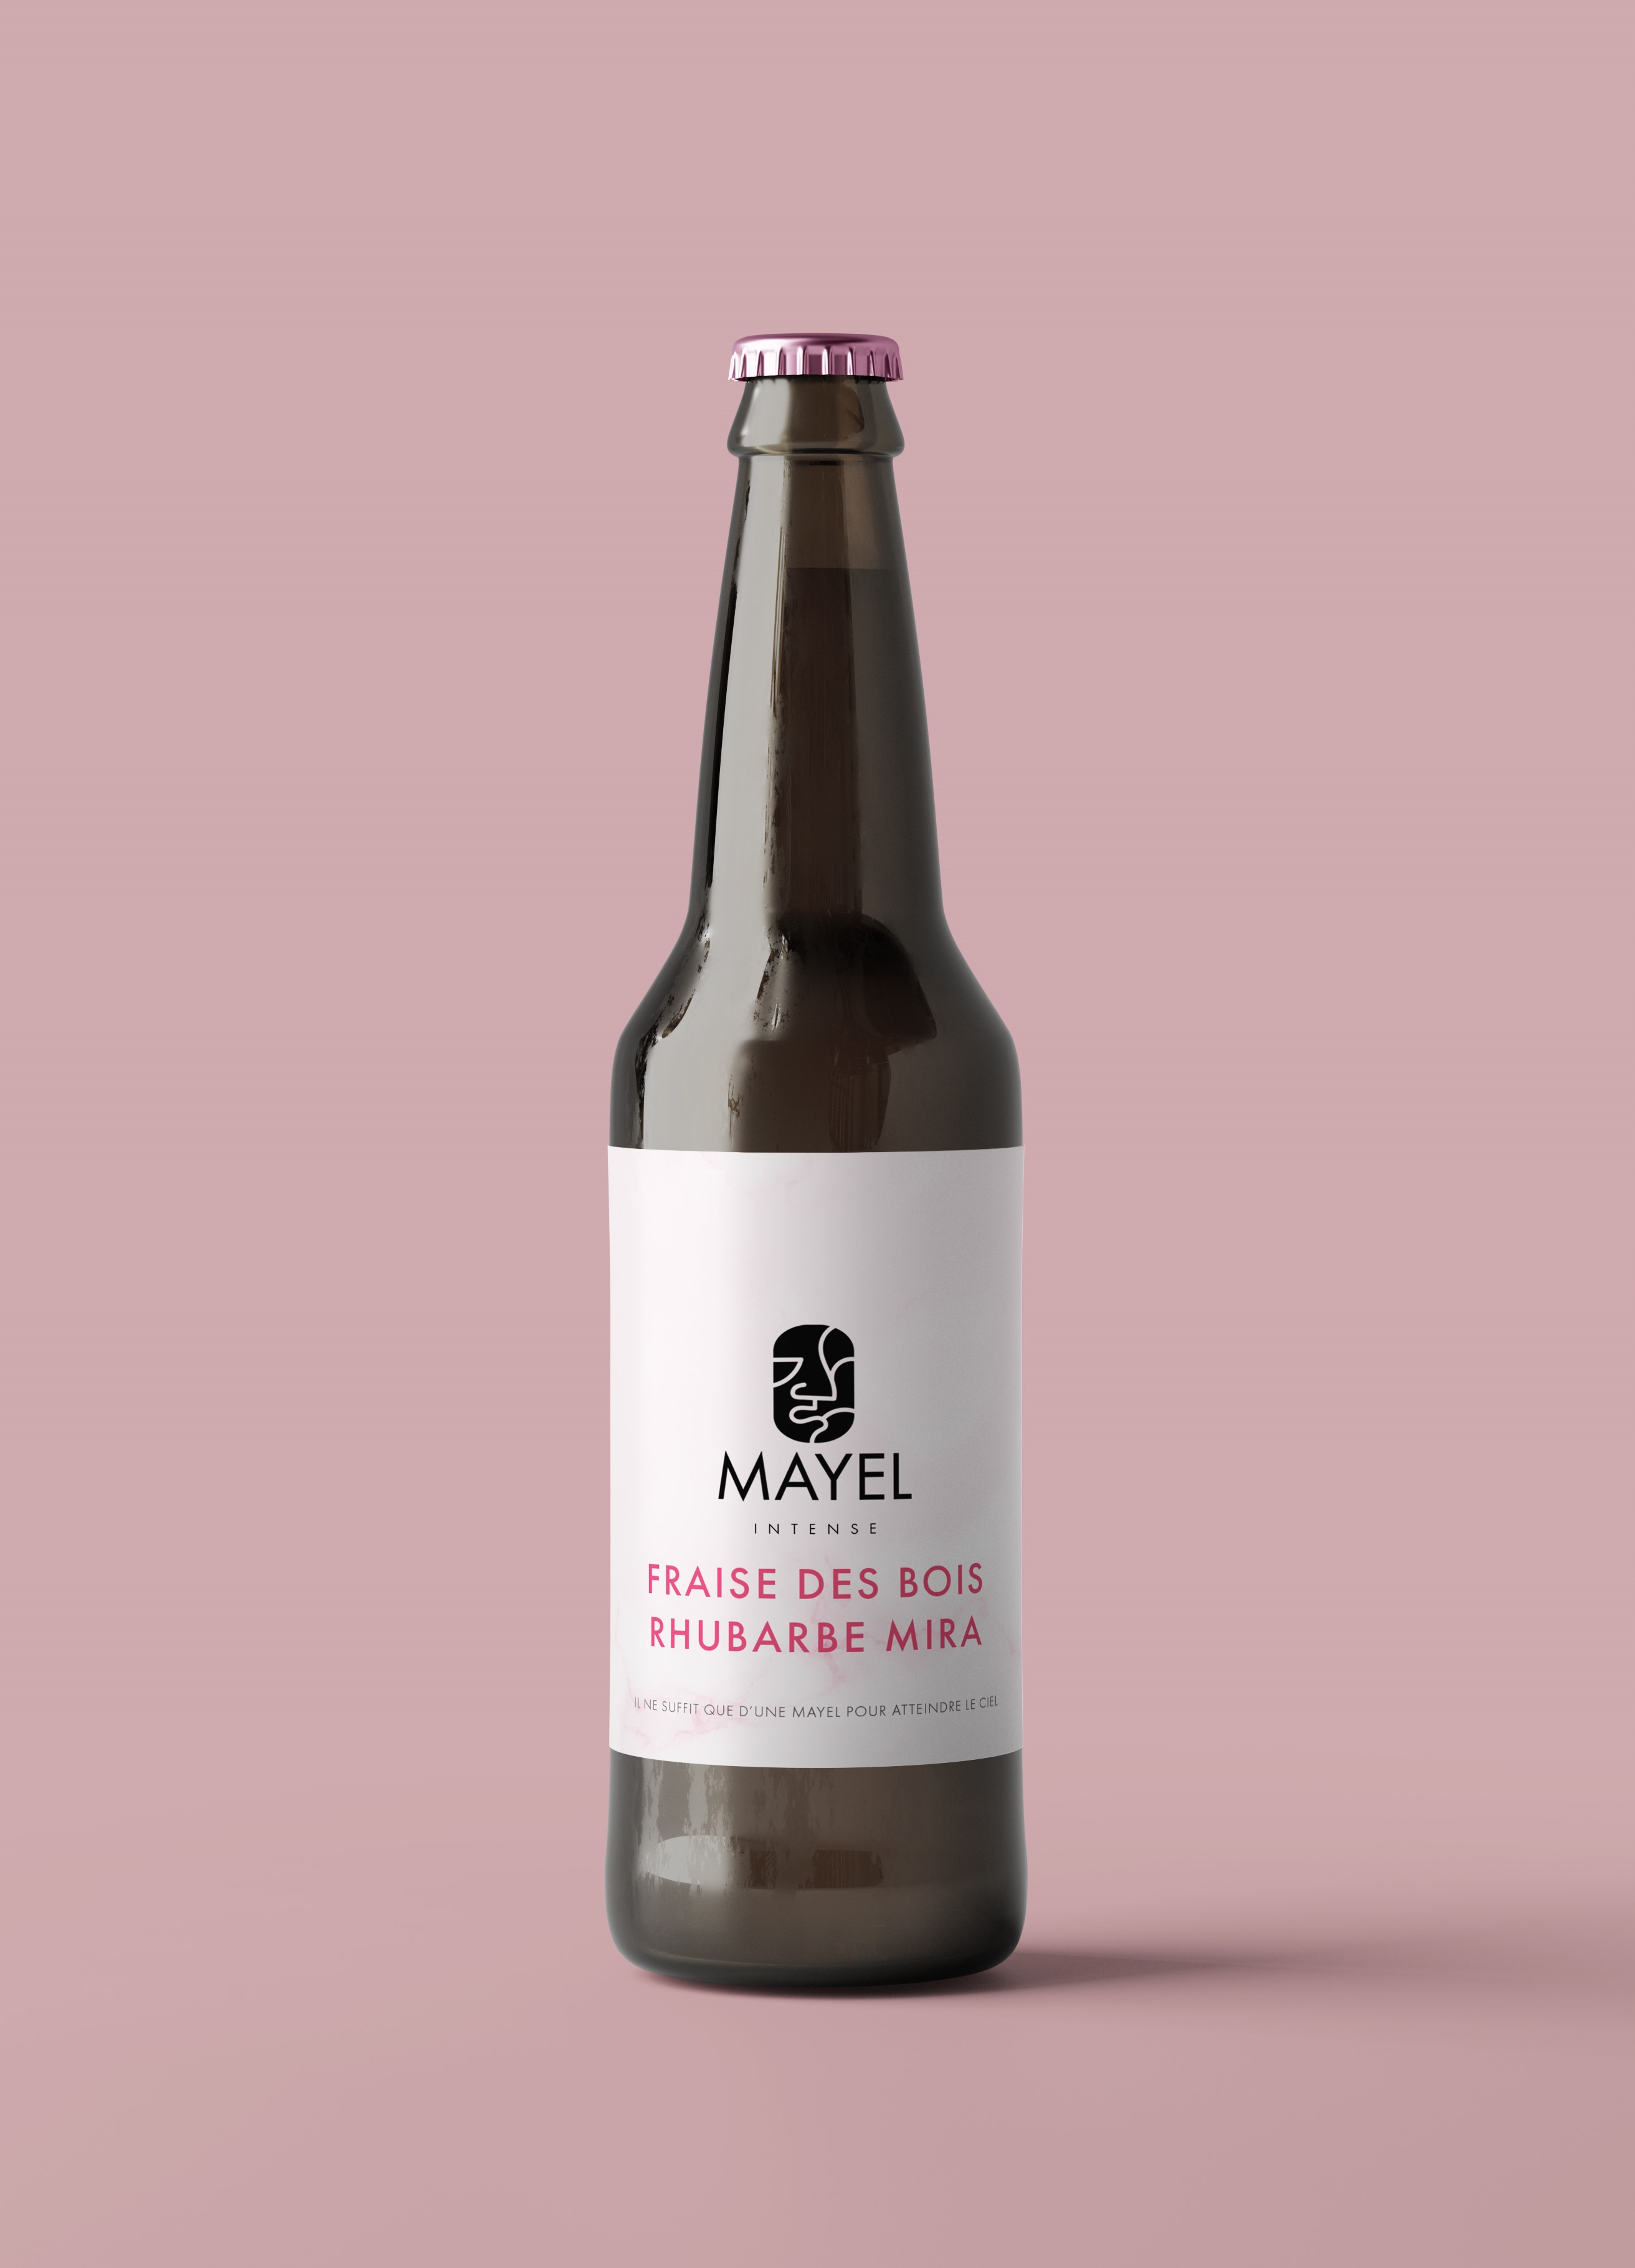 MAYEL
INTENSE
FRAISE DES BOIS
RHUBARBE MIRA
IL NE SUFFIT QUE D'UNE MAYEL POUR ATTEINDRE LE CIEL